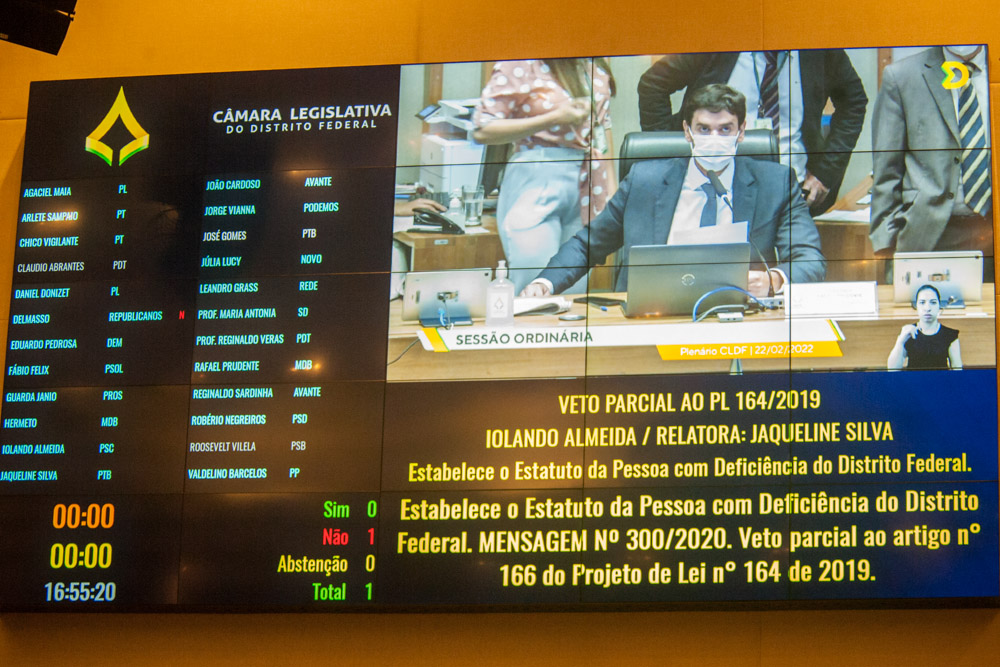 CÂMARA LEGISLATIVA
DO DISTRITO FEDERAL
AGACIEL MAIA PL
ARLETE SAMPAIO PT
CHICO VIGILANTE PT
CLAUDIO ABRANTES PDT
DANIEL DONIZET PL
DELMASSO REPUBLICANOS N
EDUARDO PEDROSA DEM
FÁBIO FELIX PSOL
GUARDA JANIO PROS
HERMETO MDB
IOLANDO ALMEIDA PSC
JAQUELINE SILVA PTB
JOÃO CARDOSO AVANTE
JORGE VIANNA PODEMOS
JOSÉ GOMES PTB
JÚLIA LUCY NOVO
LEANDRO GRASS REDE
PROF. MARIA ANTONIA SD
PROF. REGINALDO VERAS PDT
RAFAEL PRUDENTE MDB
REGINALDO SARDINHA AVANTE
ROBÉRIO NEGREIROS PSD
ROOSEVELT VILELA PSB
VALDELINO BARCELOS PP
00:00
00:00
16:55:20
Sim 0
Não 1
Abstenção 0
Total 1
D
SESSÃO ORDINÁRIA
Plenário CLDF | 22/02/2022
VETO PARCIAL AO PL 164/2019
IOLANDO ALMEIDA / RELATORA: JAQUELINE SILVA
Estabelece o Estatuto da Pessoa com Deficiência do Distrito Federal.
Estabelece o Estatuto da Pessoa com Deficiência do Distrito
Federal. MENSAGEM Nº 300/2020. Veto parcial ao artigo nº
166 do Projeto de Lei nº 164 de 2019.